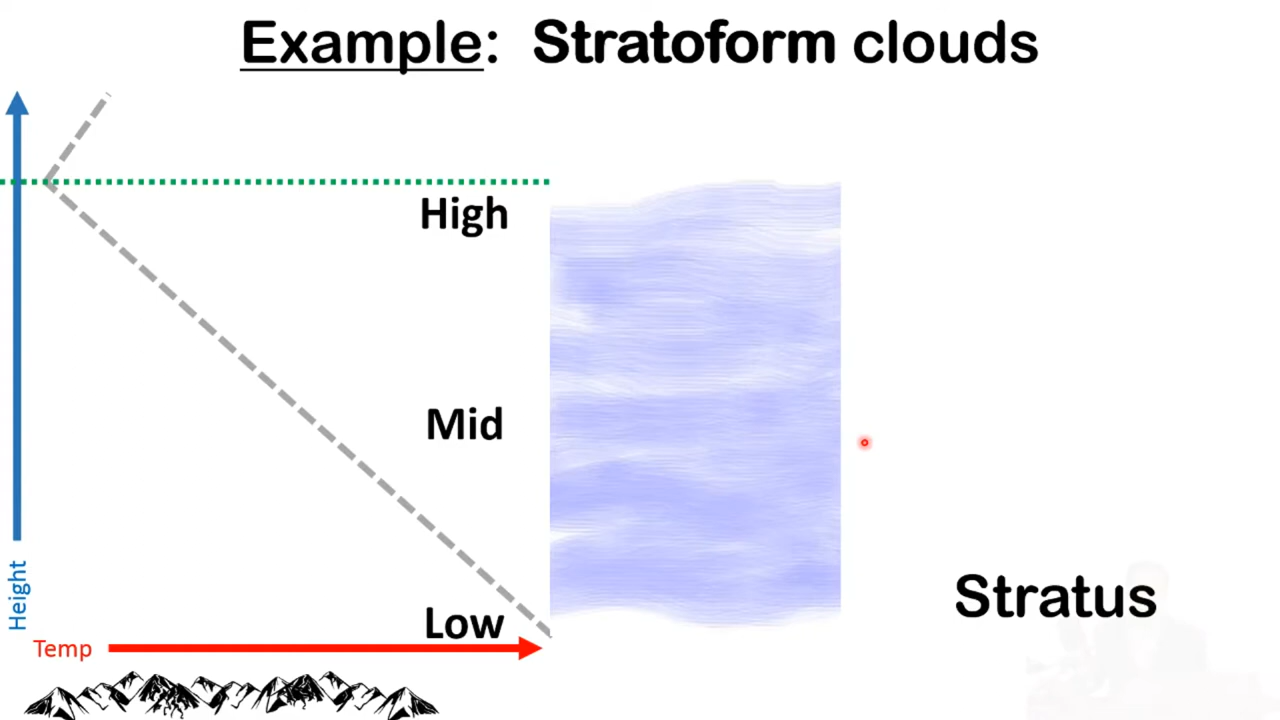 Example:  Stratoform clouds
High
Mid
Low
Height
Temp
Stratus